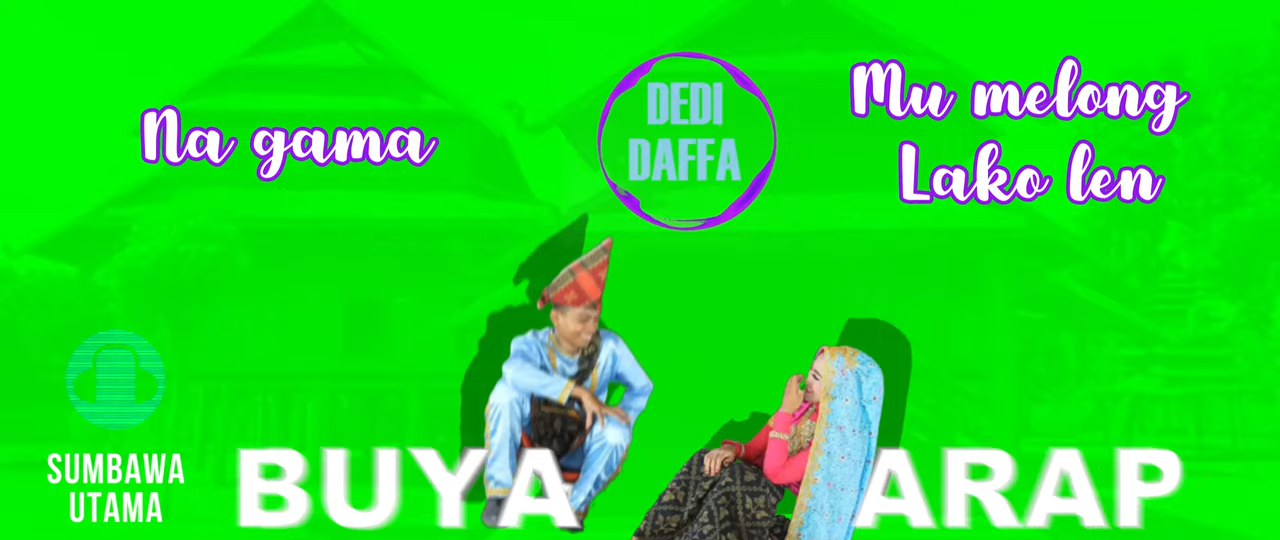 Na gama
DEDI
DAFFA
Mu melong
Lako len
SUMBAWA
UTAMA
BUYA ARAP